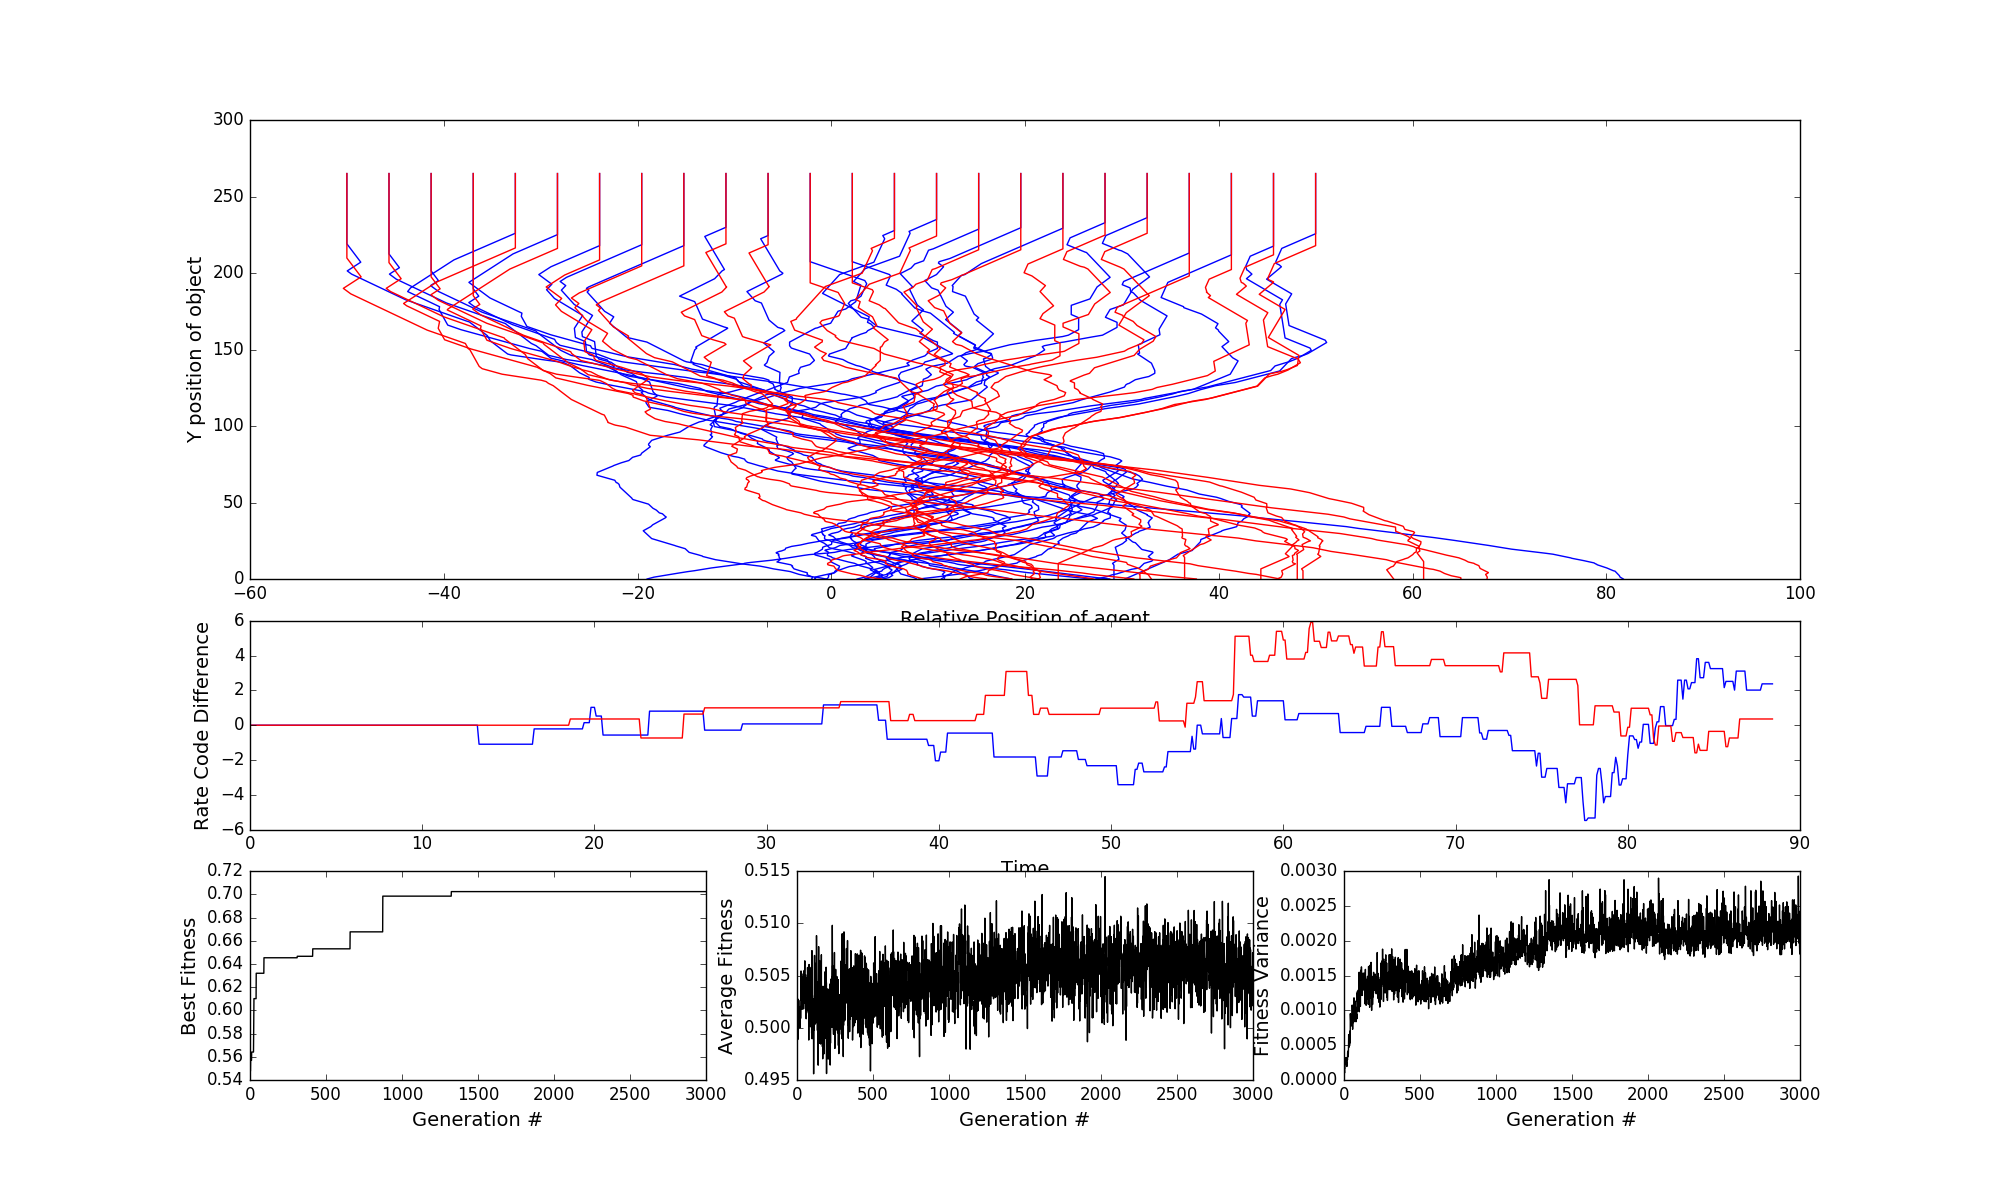 300
250
200
150
100
50
0
Y position of object
−60 −40 −20 0 20 40 60 80 100
Relative Position of agent
6
4
2
0
−2
−4
−6
Rate Code Difference
0 10 20 30 40 50 60 70 80 90
Time
0.72
0.70
0.68
0.66
0.64
0.62
0.60
0.58
0.56
0.54
Best Fitness
0 500 1000 1500 2000 2500 3000
Generation #
0.515
0.510
0.505
0.500
0.495
Average Fitness
0 500 1000 1500 2000 2500 3000
Generation #
0.0030
0.0025
0.0020
0.0015
0.0010
0.0005
0.0000
Fitness Variance
0 500 1000 1500 2000 2500 3000
Generation #